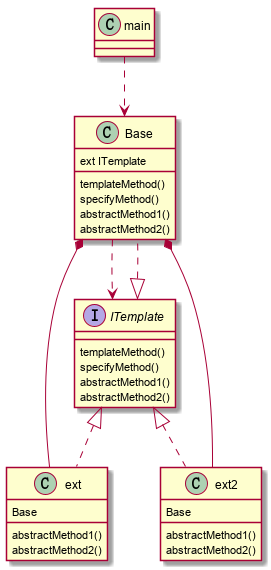 C main
C Base
ext ITemplate
templateMethod()
specifyMethod()
abstractMethod1()
abstractMethod2()
I ITemplate
templateMethod()
specifyMethod()
abstractMethod1()
abstractMethod2()
C ext
Base
abstractMethod1()
abstractMethod2()
C ext2
Base
abstractMethod1()
abstractMethod2()